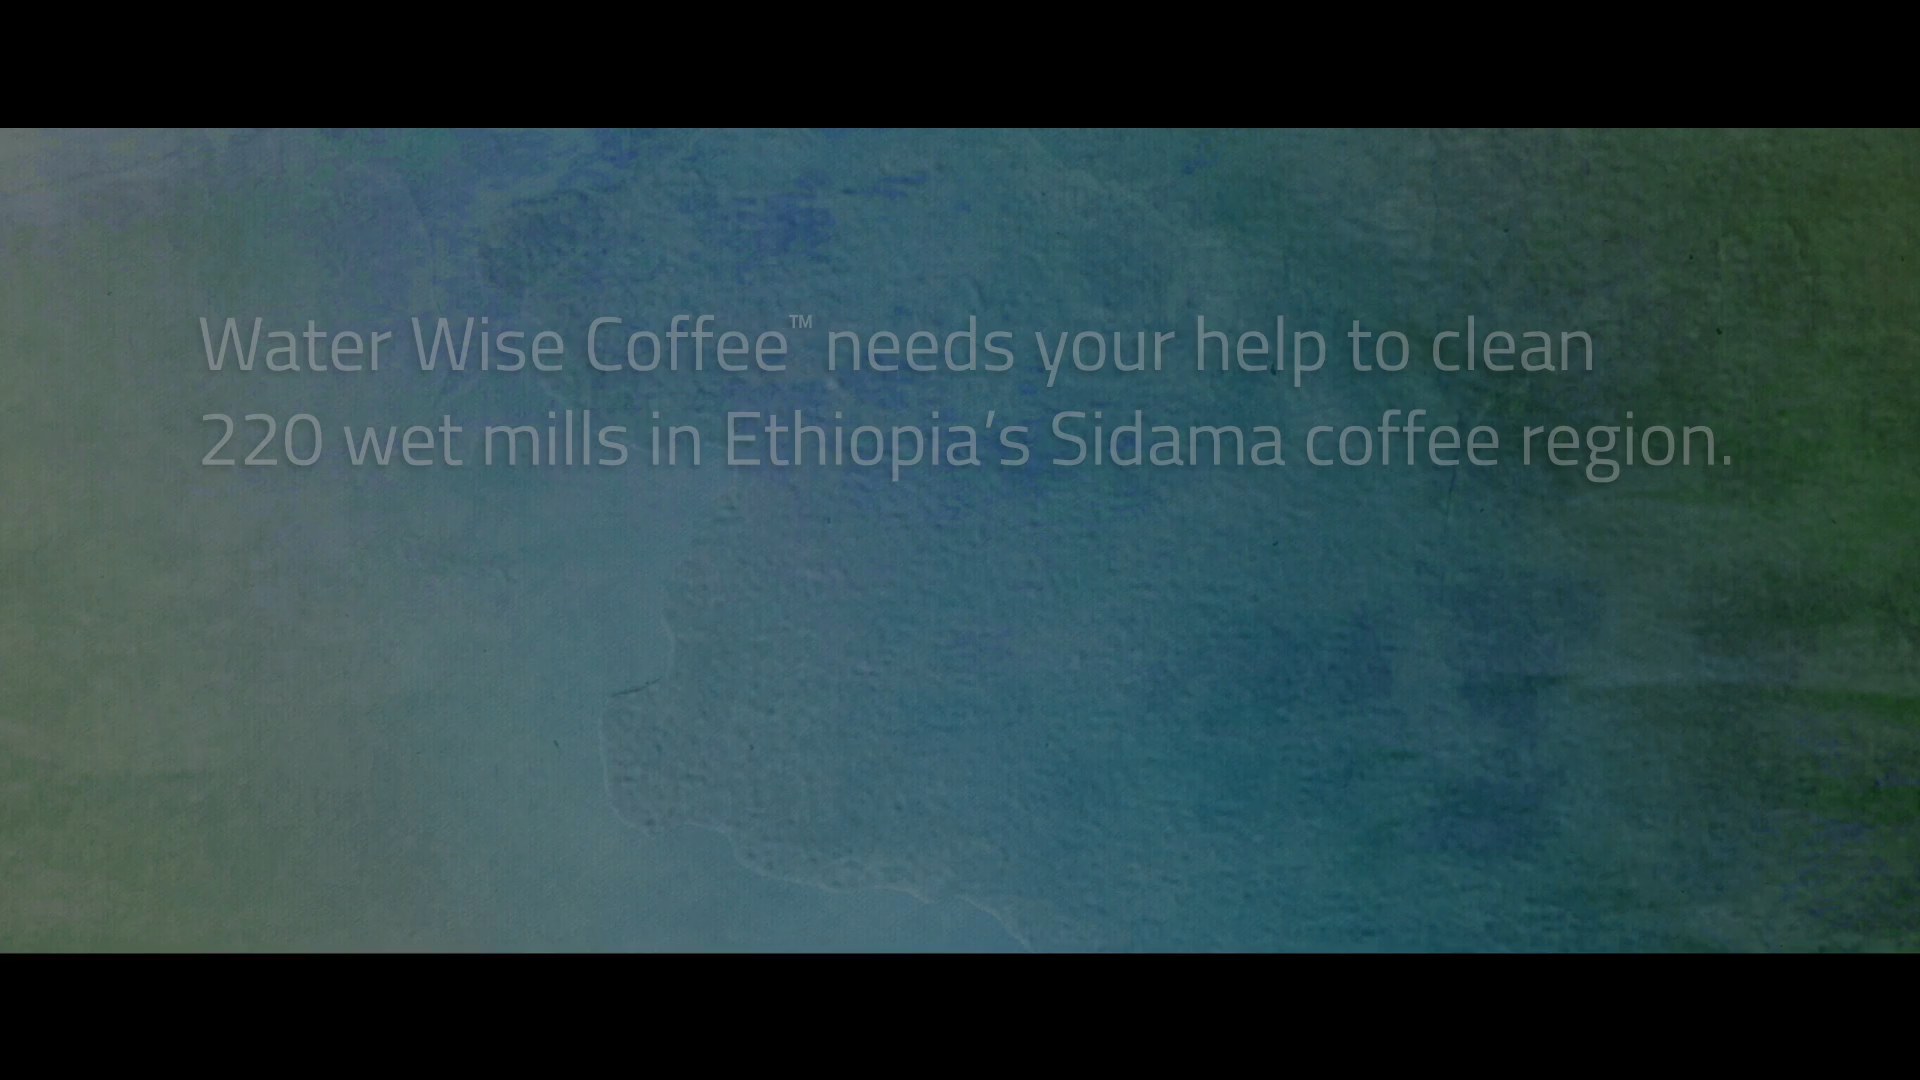 Water Wise Coffee™ needs your help to clean
220 wet mills in Ethiopia’s Sidama coffee region.